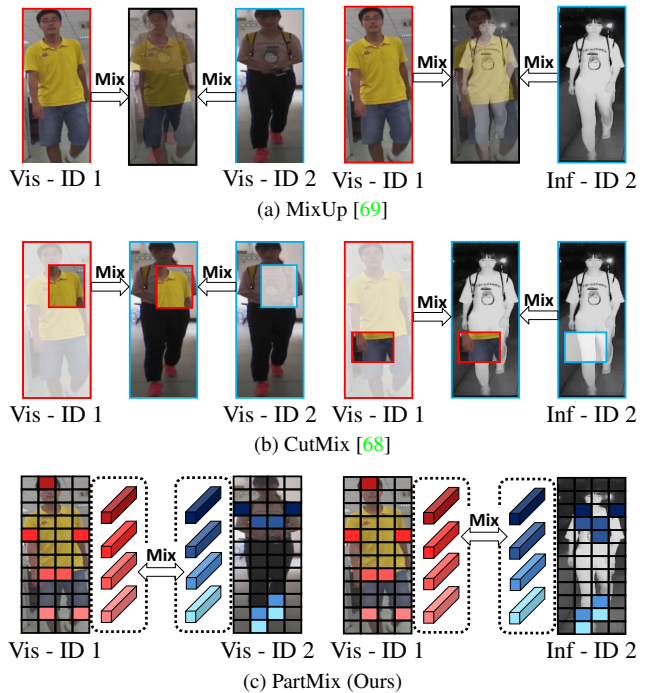 Mix Mix Mix Mix
Vis - ID 1 Vis - ID 2 Vis - ID 1 Inf - ID 2
(a) MixUp [69]
Mix Mix Mix Mix
Vis - ID 1 Vis - ID 2 Vis - ID 1 Inf - ID 2
(b) CutMix [68]
Mix Mix
Vis - ID 1 Vis - ID 2 Vis - ID 1 Inf - ID 2
(c) PartMix (Ours)